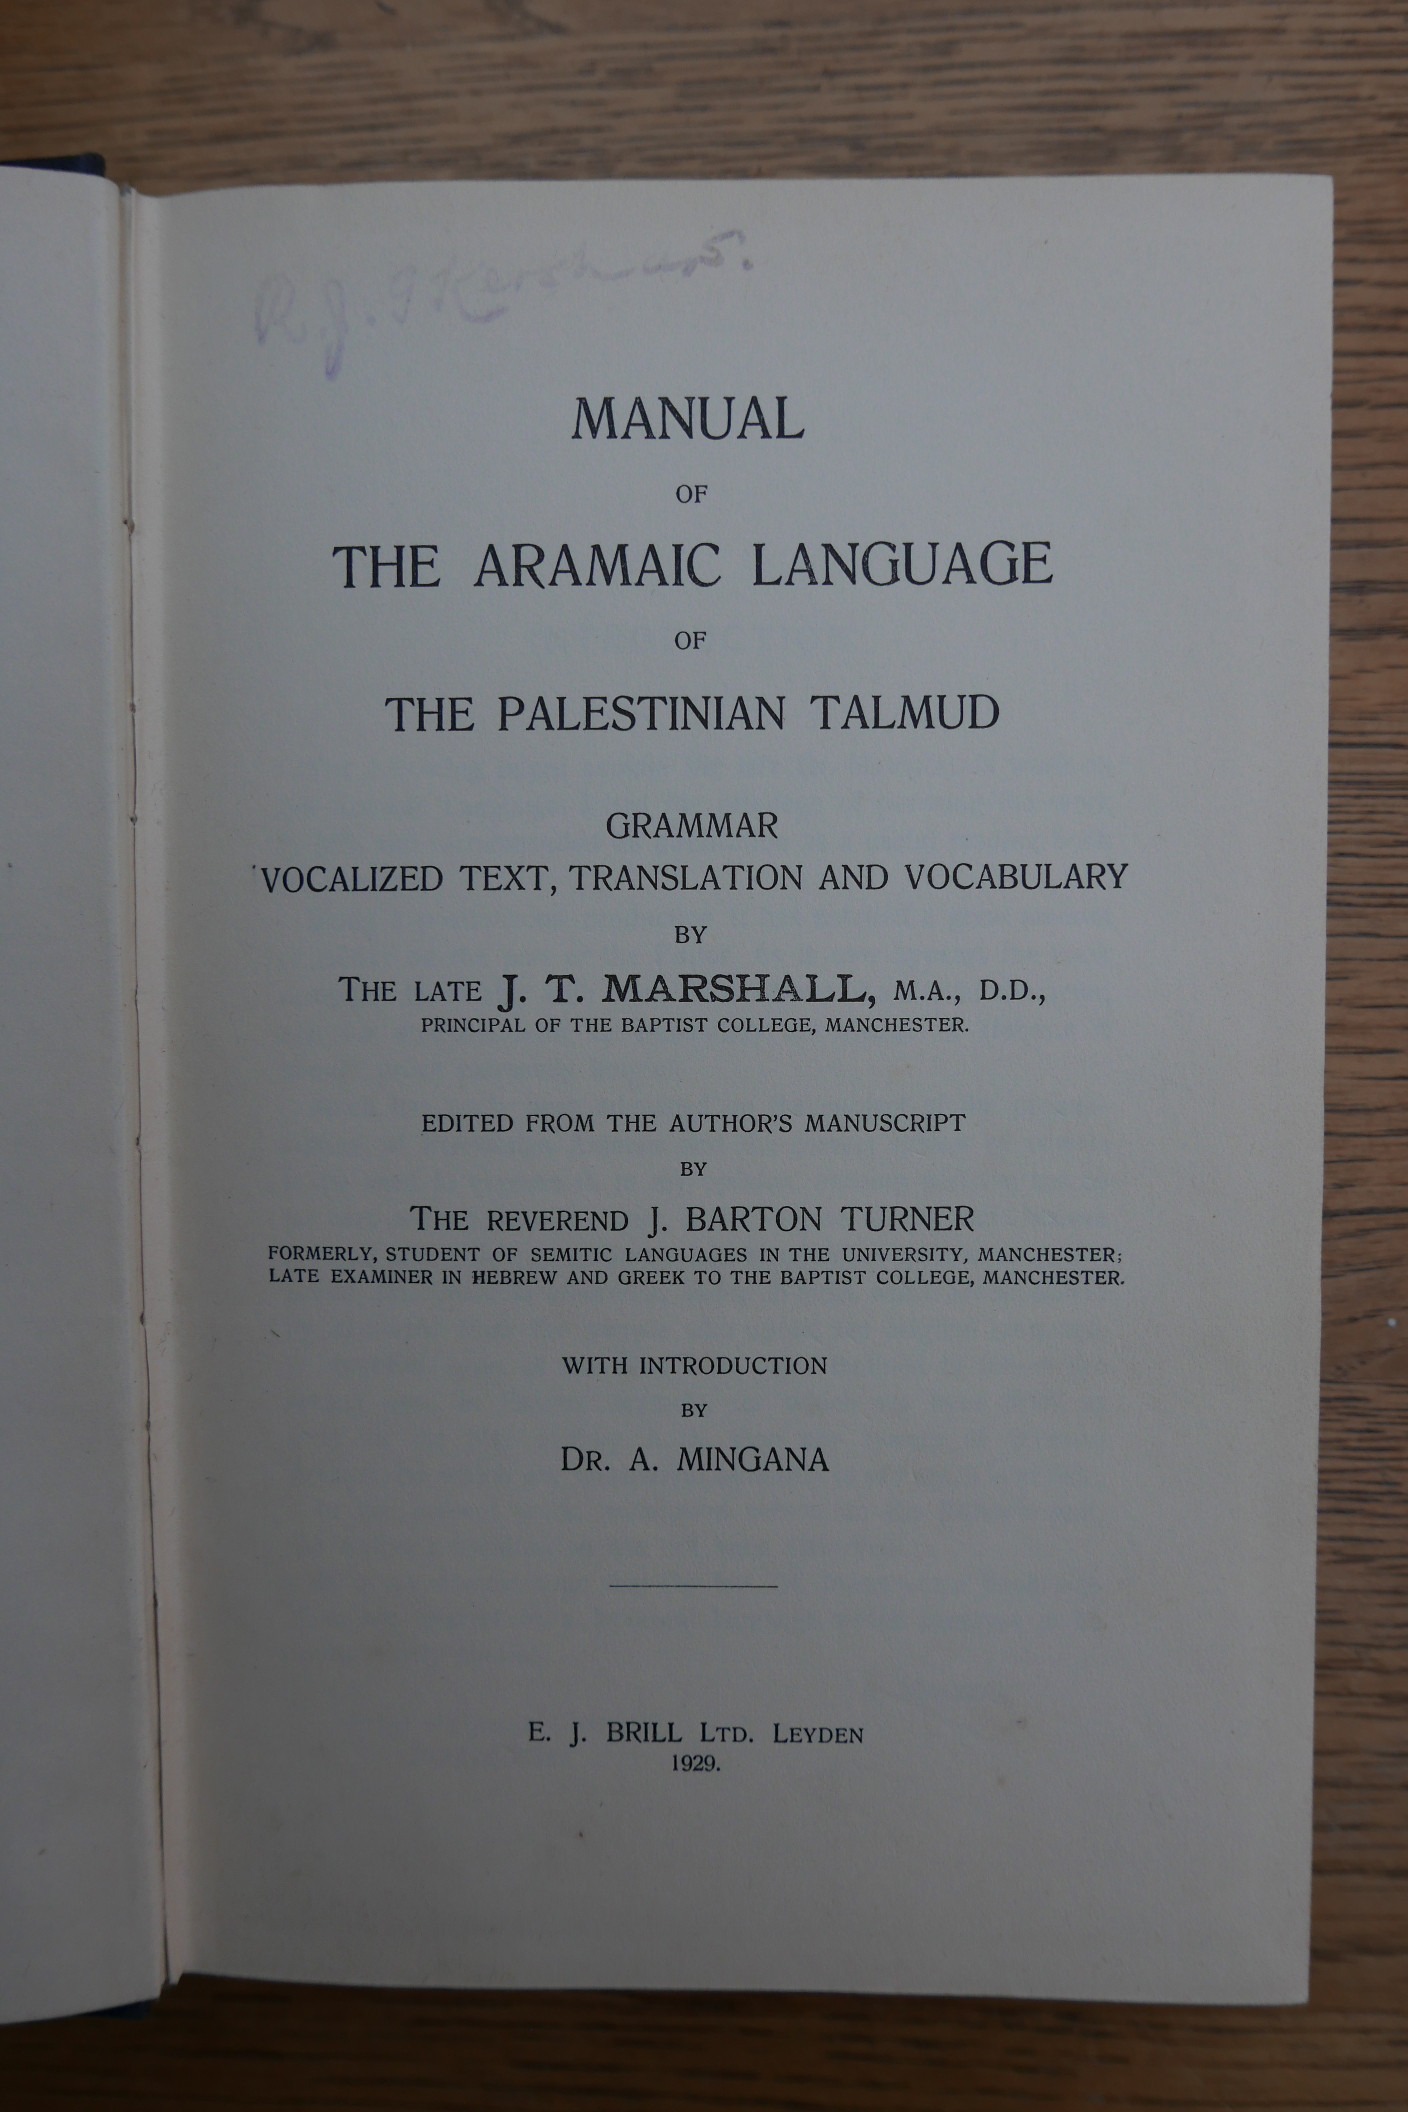 MANUAL
OF
THE ARAMAIC LANGUAGE
OF
THE PALESTINIAN TALMUD
GRAMMAR
VOCALIZED TEXT, TRANSLATION AND VOCABULARY
BY
THE LATE J. T. MARSHALL, M.A., D.D.,
PRINCIPAL OF THE BAPTIST COLLEGE, MANCHESTER.
EDITED FROM THE AUTHOR'S MANUSCRIPT
BY
THE REVEREND J. BARTON TURNER
FORMERLY, STUDENT OF SEMITIC LANGUAGES IN THE UNIVERSITY, MANCHESTER;
LATE EXAMINER IN HEBREW AND GREEK TO THE BAPTIST COLLEGE, MANCHESTER.
WITH INTRODUCTION
BY
DR. A. MINGANA
E. J. BRILL LTD. LEYDEN
1929.